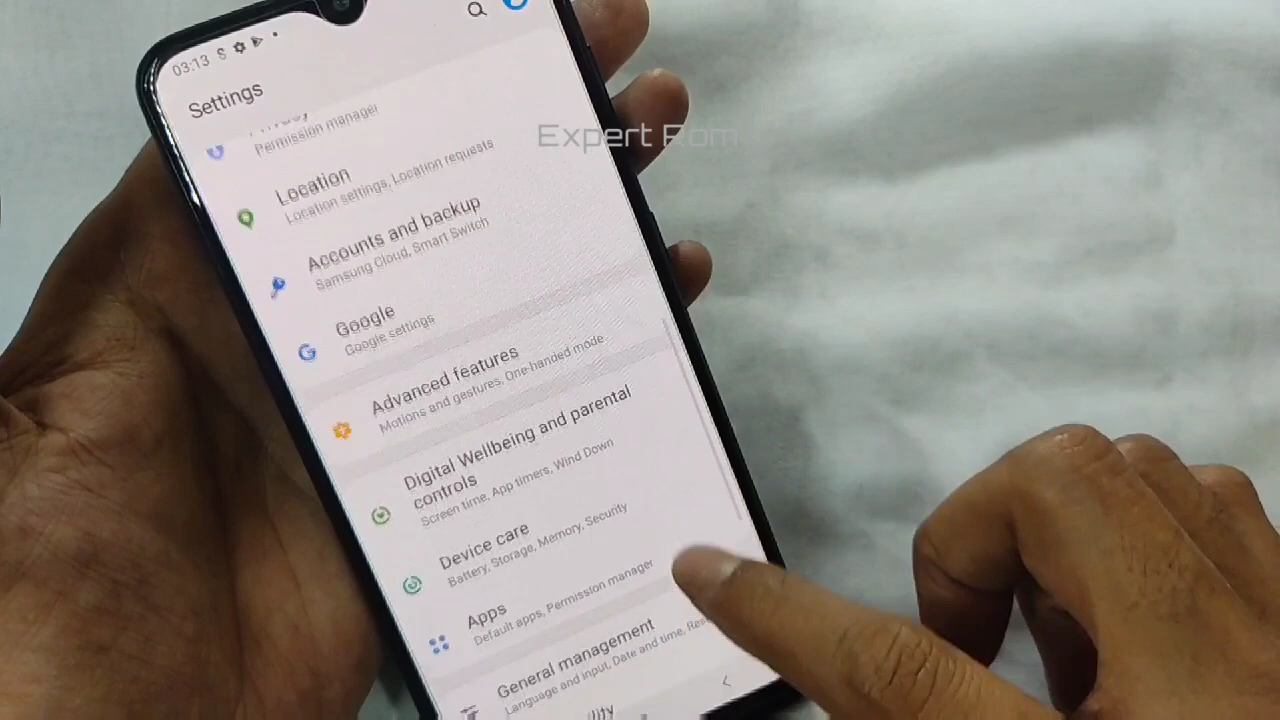 03:13
Settings
Privacy
Permission manager
Expert Rom
Location
Location settings, Location requests
Accounts and backup
Samsung Cloud, Smart Switch
Google
Google settings
Advanced features
Motions and gestures, One-handed mode
Digital Wellbeing and parental
controls
Screen time, App timers, Wind Down
Device care
Battery, Storage, Memory, Security
Apps
Default apps, Permission manager
General management
Language and input, Date and time,